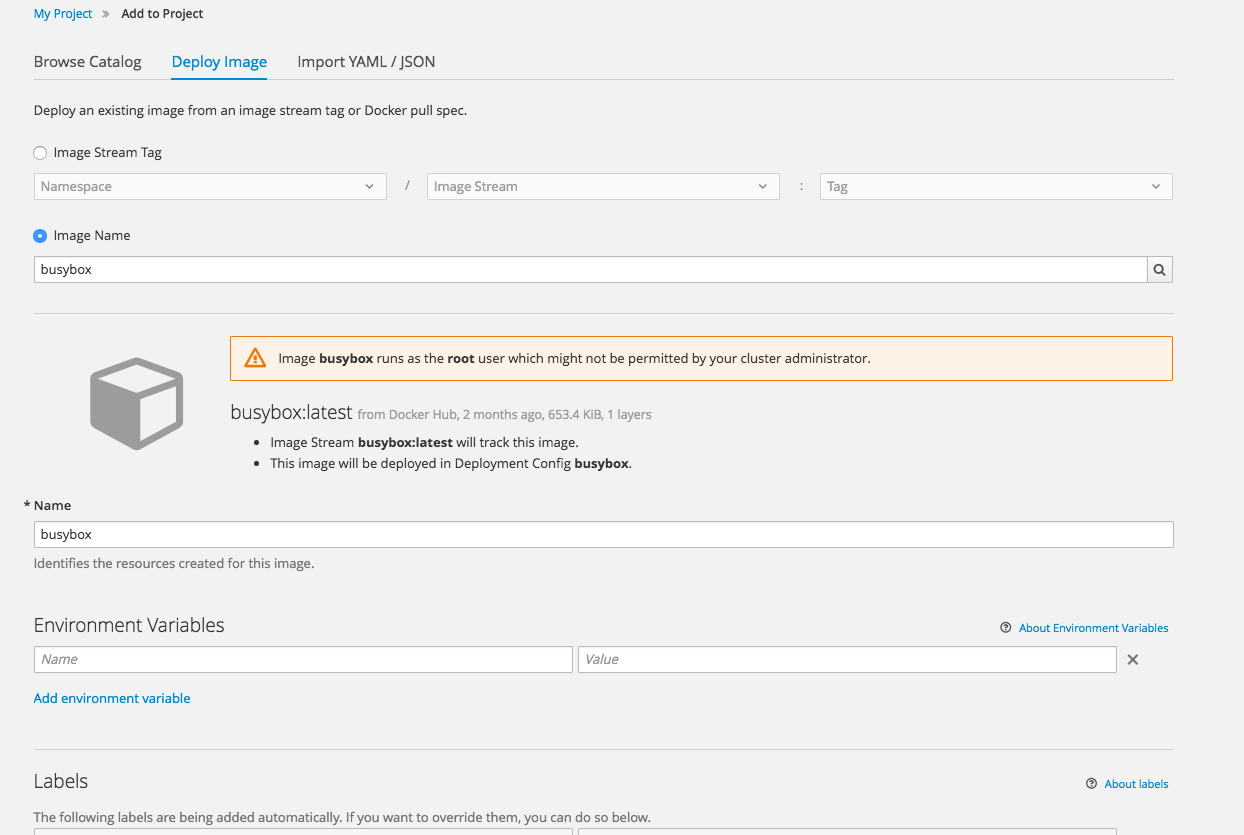 My Project » Add to Project
Browse Catalog Deploy Image Import YAML / JSON
Deploy an existing image from an image stream tag or Docker pull spec.
Image Stream Tag
Namespace / Image Stream : Tag
Image Name
busybox
Image busybox runs as the root user which might not be permitted by your cluster administrator.
busybox:latest from Docker Hub, 2 months ago, 653.4 KiB, 1 layers
• Image Stream busybox:latest will track this image.
• This image will be deployed in Deployment Config busybox.
* Name
busybox
Identifies the resources created for this image.
Environment Variables About Environment Variables
Name Value
Add environment variable
Labels About labels
The following labels are being added automatically. If you want to override them, you can do so below.